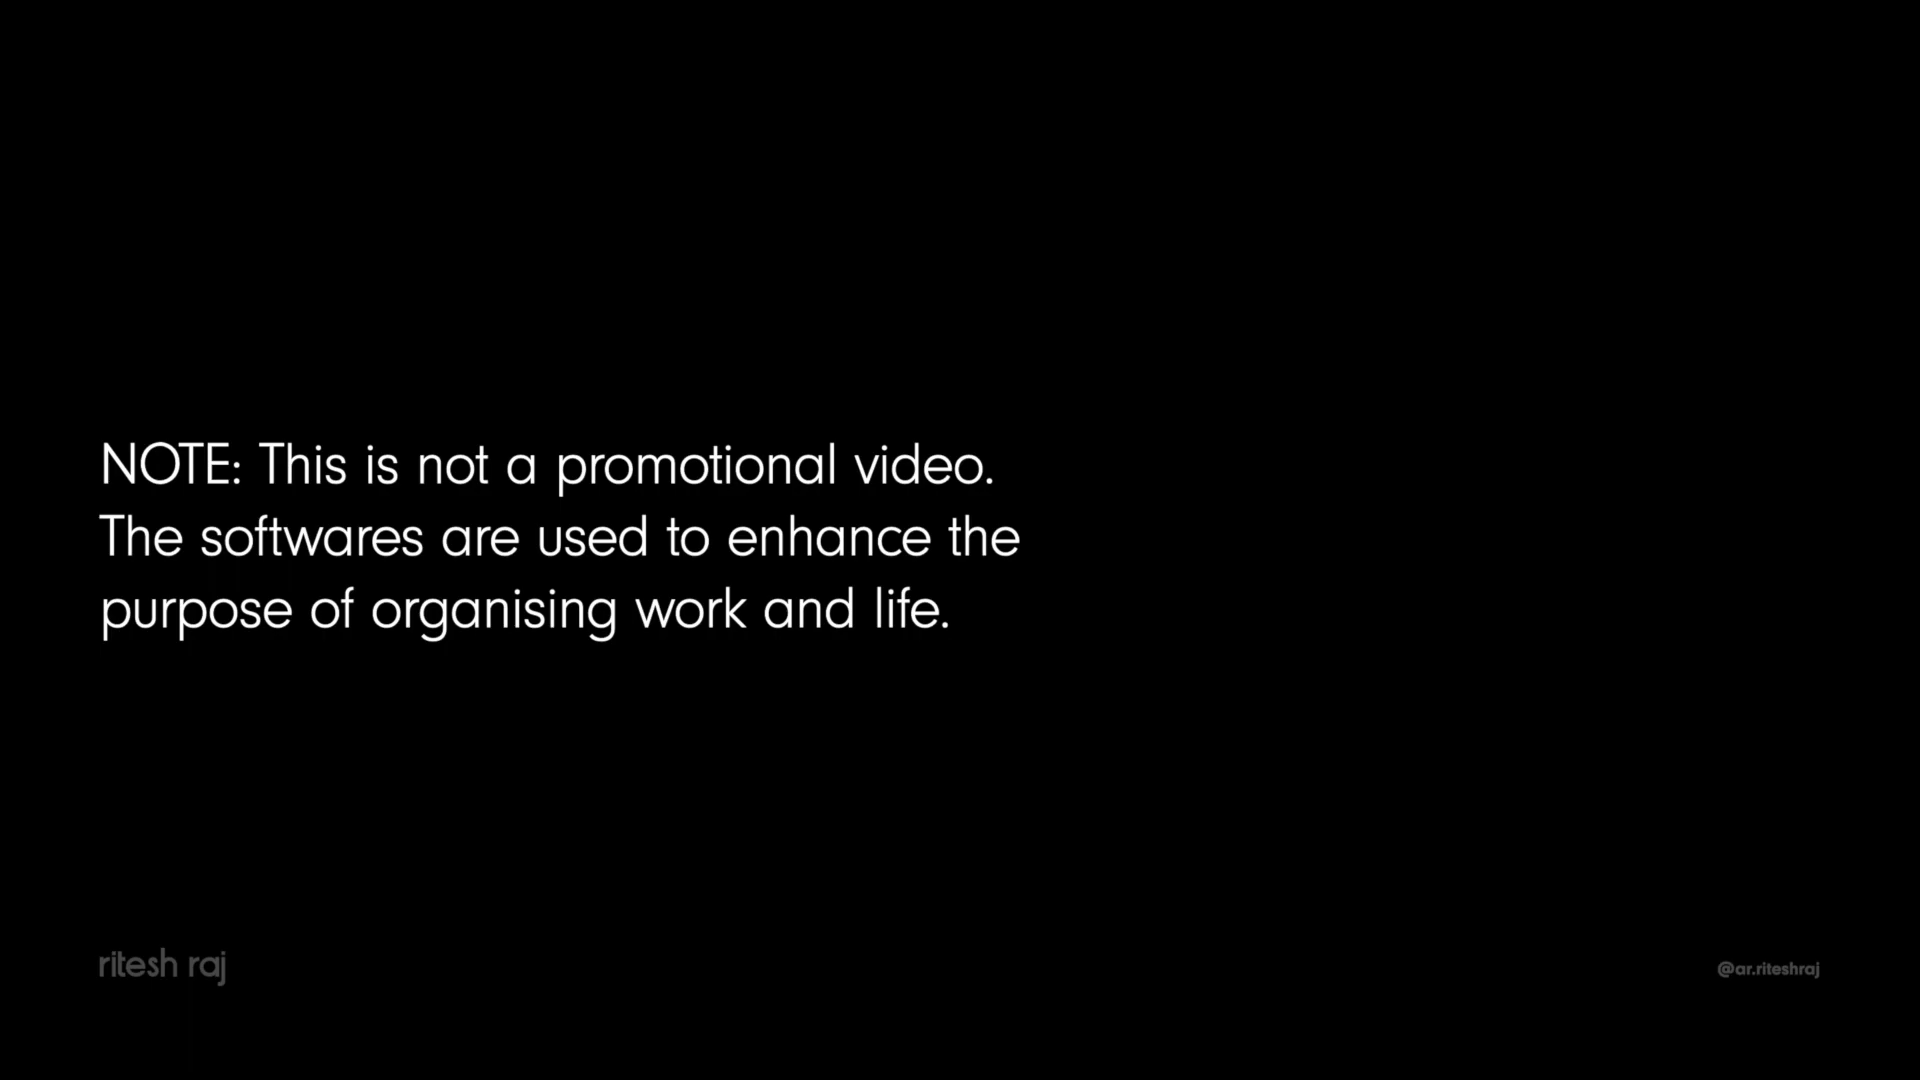 NOTE: This is not a promotional video.
The softwares are used to enhance the
purpose of organising work and life.
ritesh raj
@ar.riteshraj